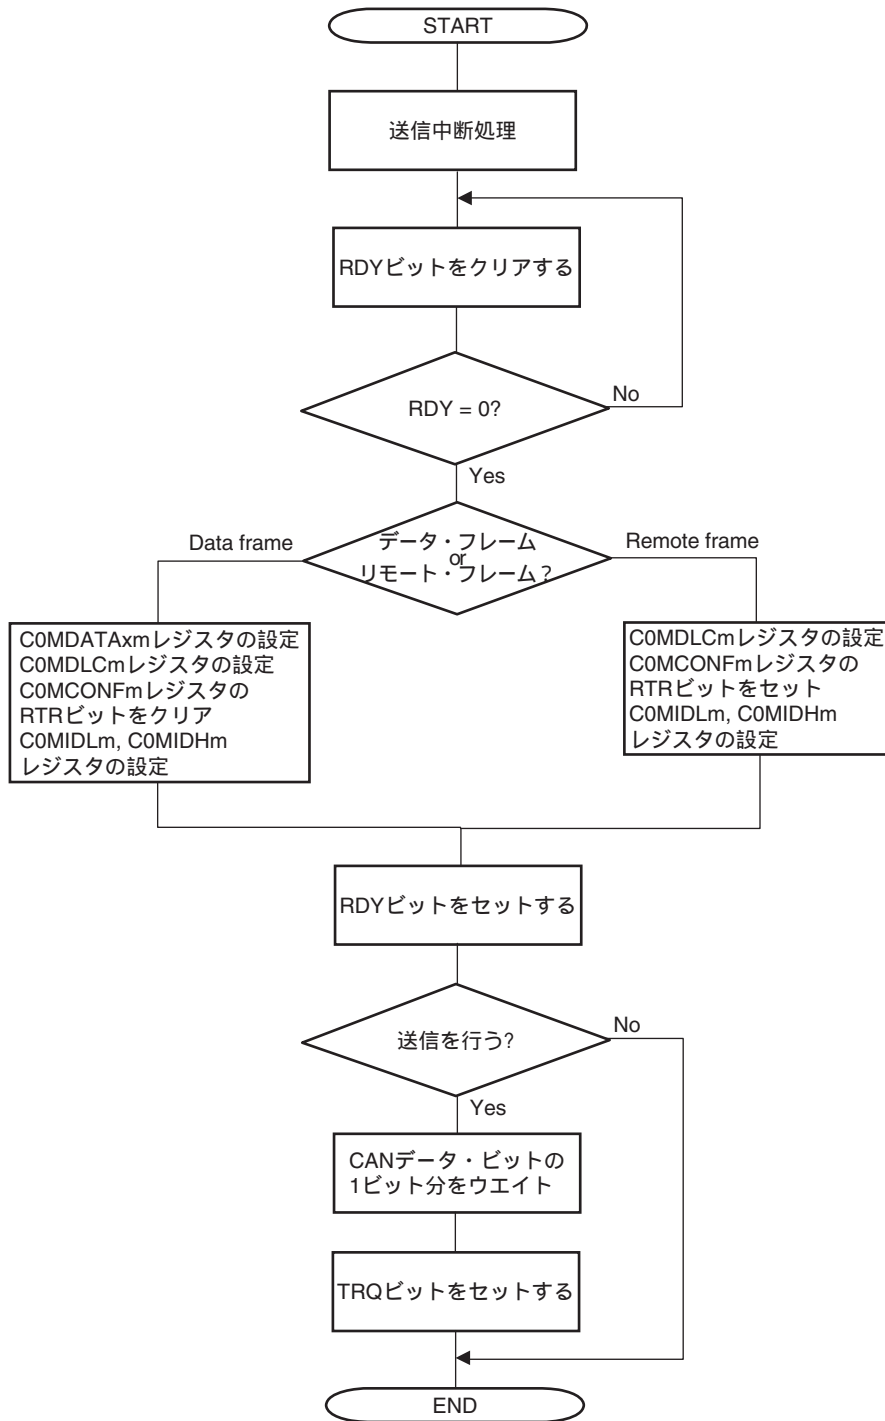 START
送信中断処理
RDYビットをクリアする
RDY = 0?
No
Yes
データ・フレーム
or
リモート・フレーム?
Data frame
Remote frame
C0MDATAxmレジスタの設定
C0MDLCmレジスタの設定
C0MCONFmレジスタの
RTRビットをクリア
C0MIDLm, C0MIDHm
レジスタの設定
C0MDLCmレジスタの設定
C0MCONFmレジスタの
RTRビットをセット
C0MIDLm, C0MIDHm
レジスタの設定
RDYビットをセットする
送信を行う?
No
Yes
CANデータ・ビットの
1ビット分をウエイト
TRQビットをセットする
END